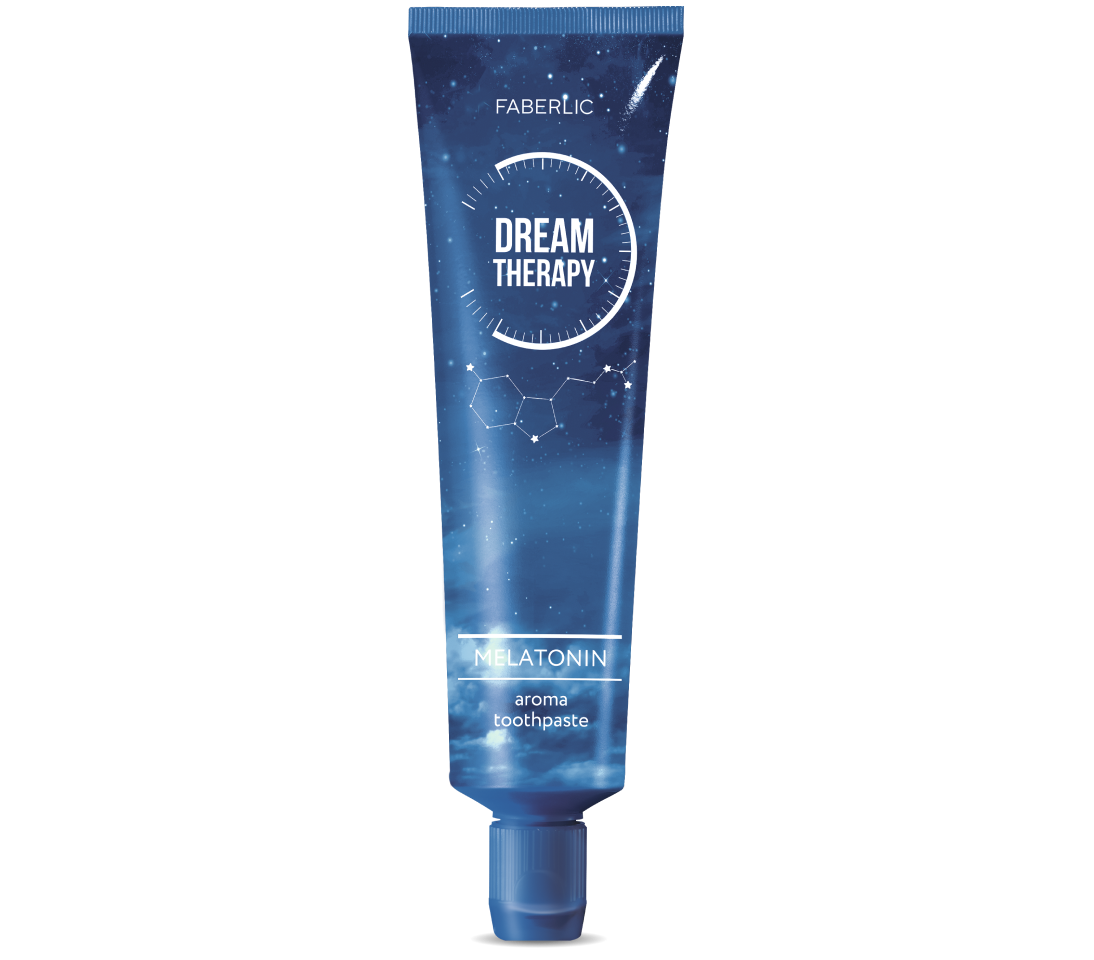 FABERLIC
DREAM
THERAPY
MELATONIN
aroma
toothpaste